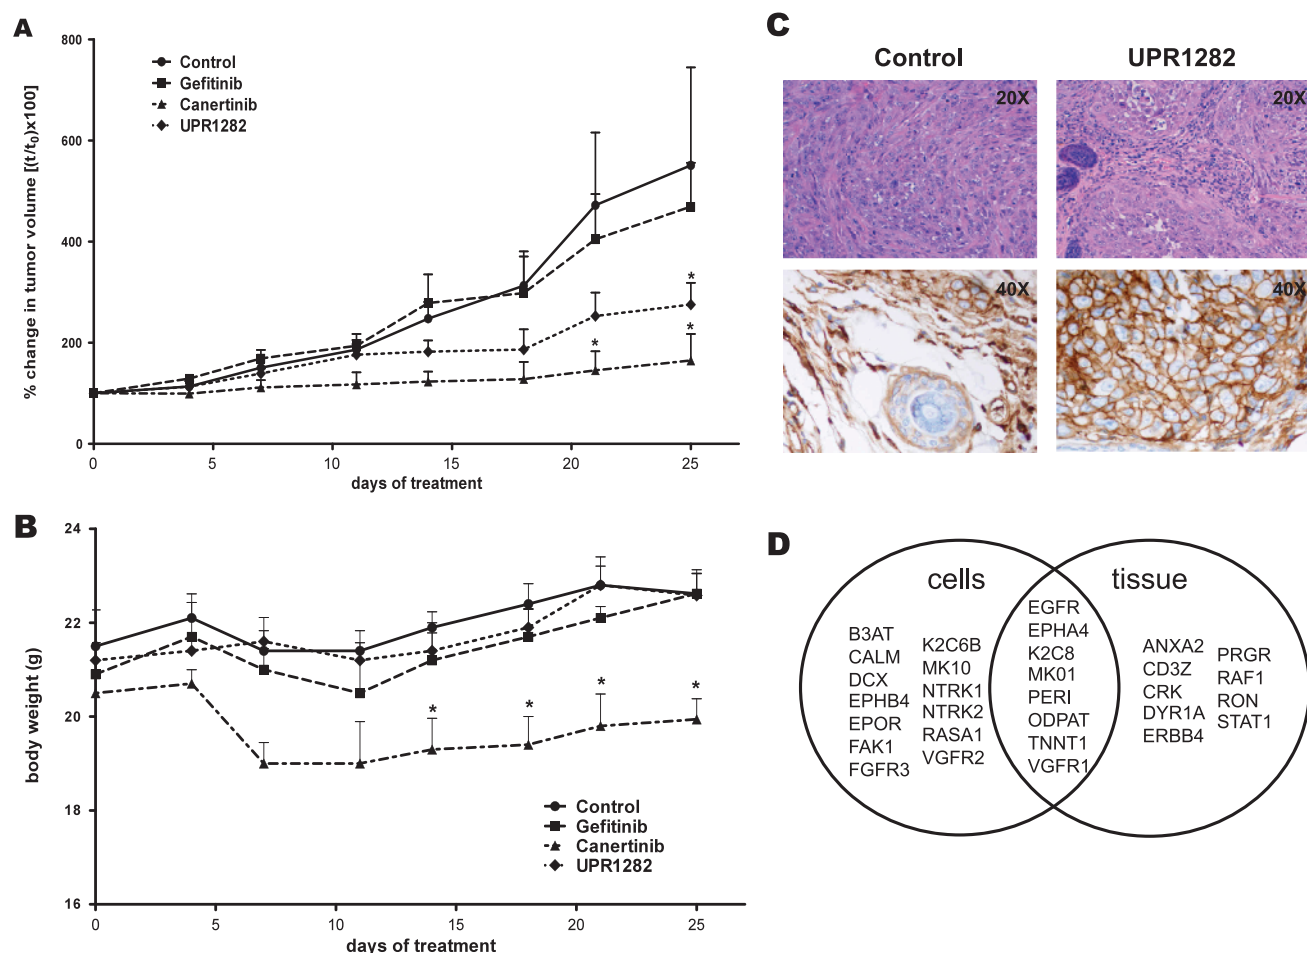 A
800
600
400
200
0
% change in tumor volume [(t/t0)x100]
Control
Gefitinib
Canertinib
UPR1282
*
*
*
0 5 10 15 20 25
days of treatment
B
24
22
20
18
16
body weight (g)
* * * *
Control
Gefitinib
Canertinib
UPR1282
0 5 10 15 20 25
days of treatment
C
Control UPR1282
20X 20X
40X 40X
D
cells
tissue
B3AT
CALM
DCX
EPHB4
EPOR
FAK1
FGFR3
K2C6B
MK10
NTRK1
NTRK2
RASA1
VGFR2
EGFR
EPHA4
K2C8
MK01
PERI
ODPAT
TNNT1
VGFR1
ANXA2
CD3Z
CRK
DYR1A
ERBB4
PRGR
RAF1
RON
STAT1